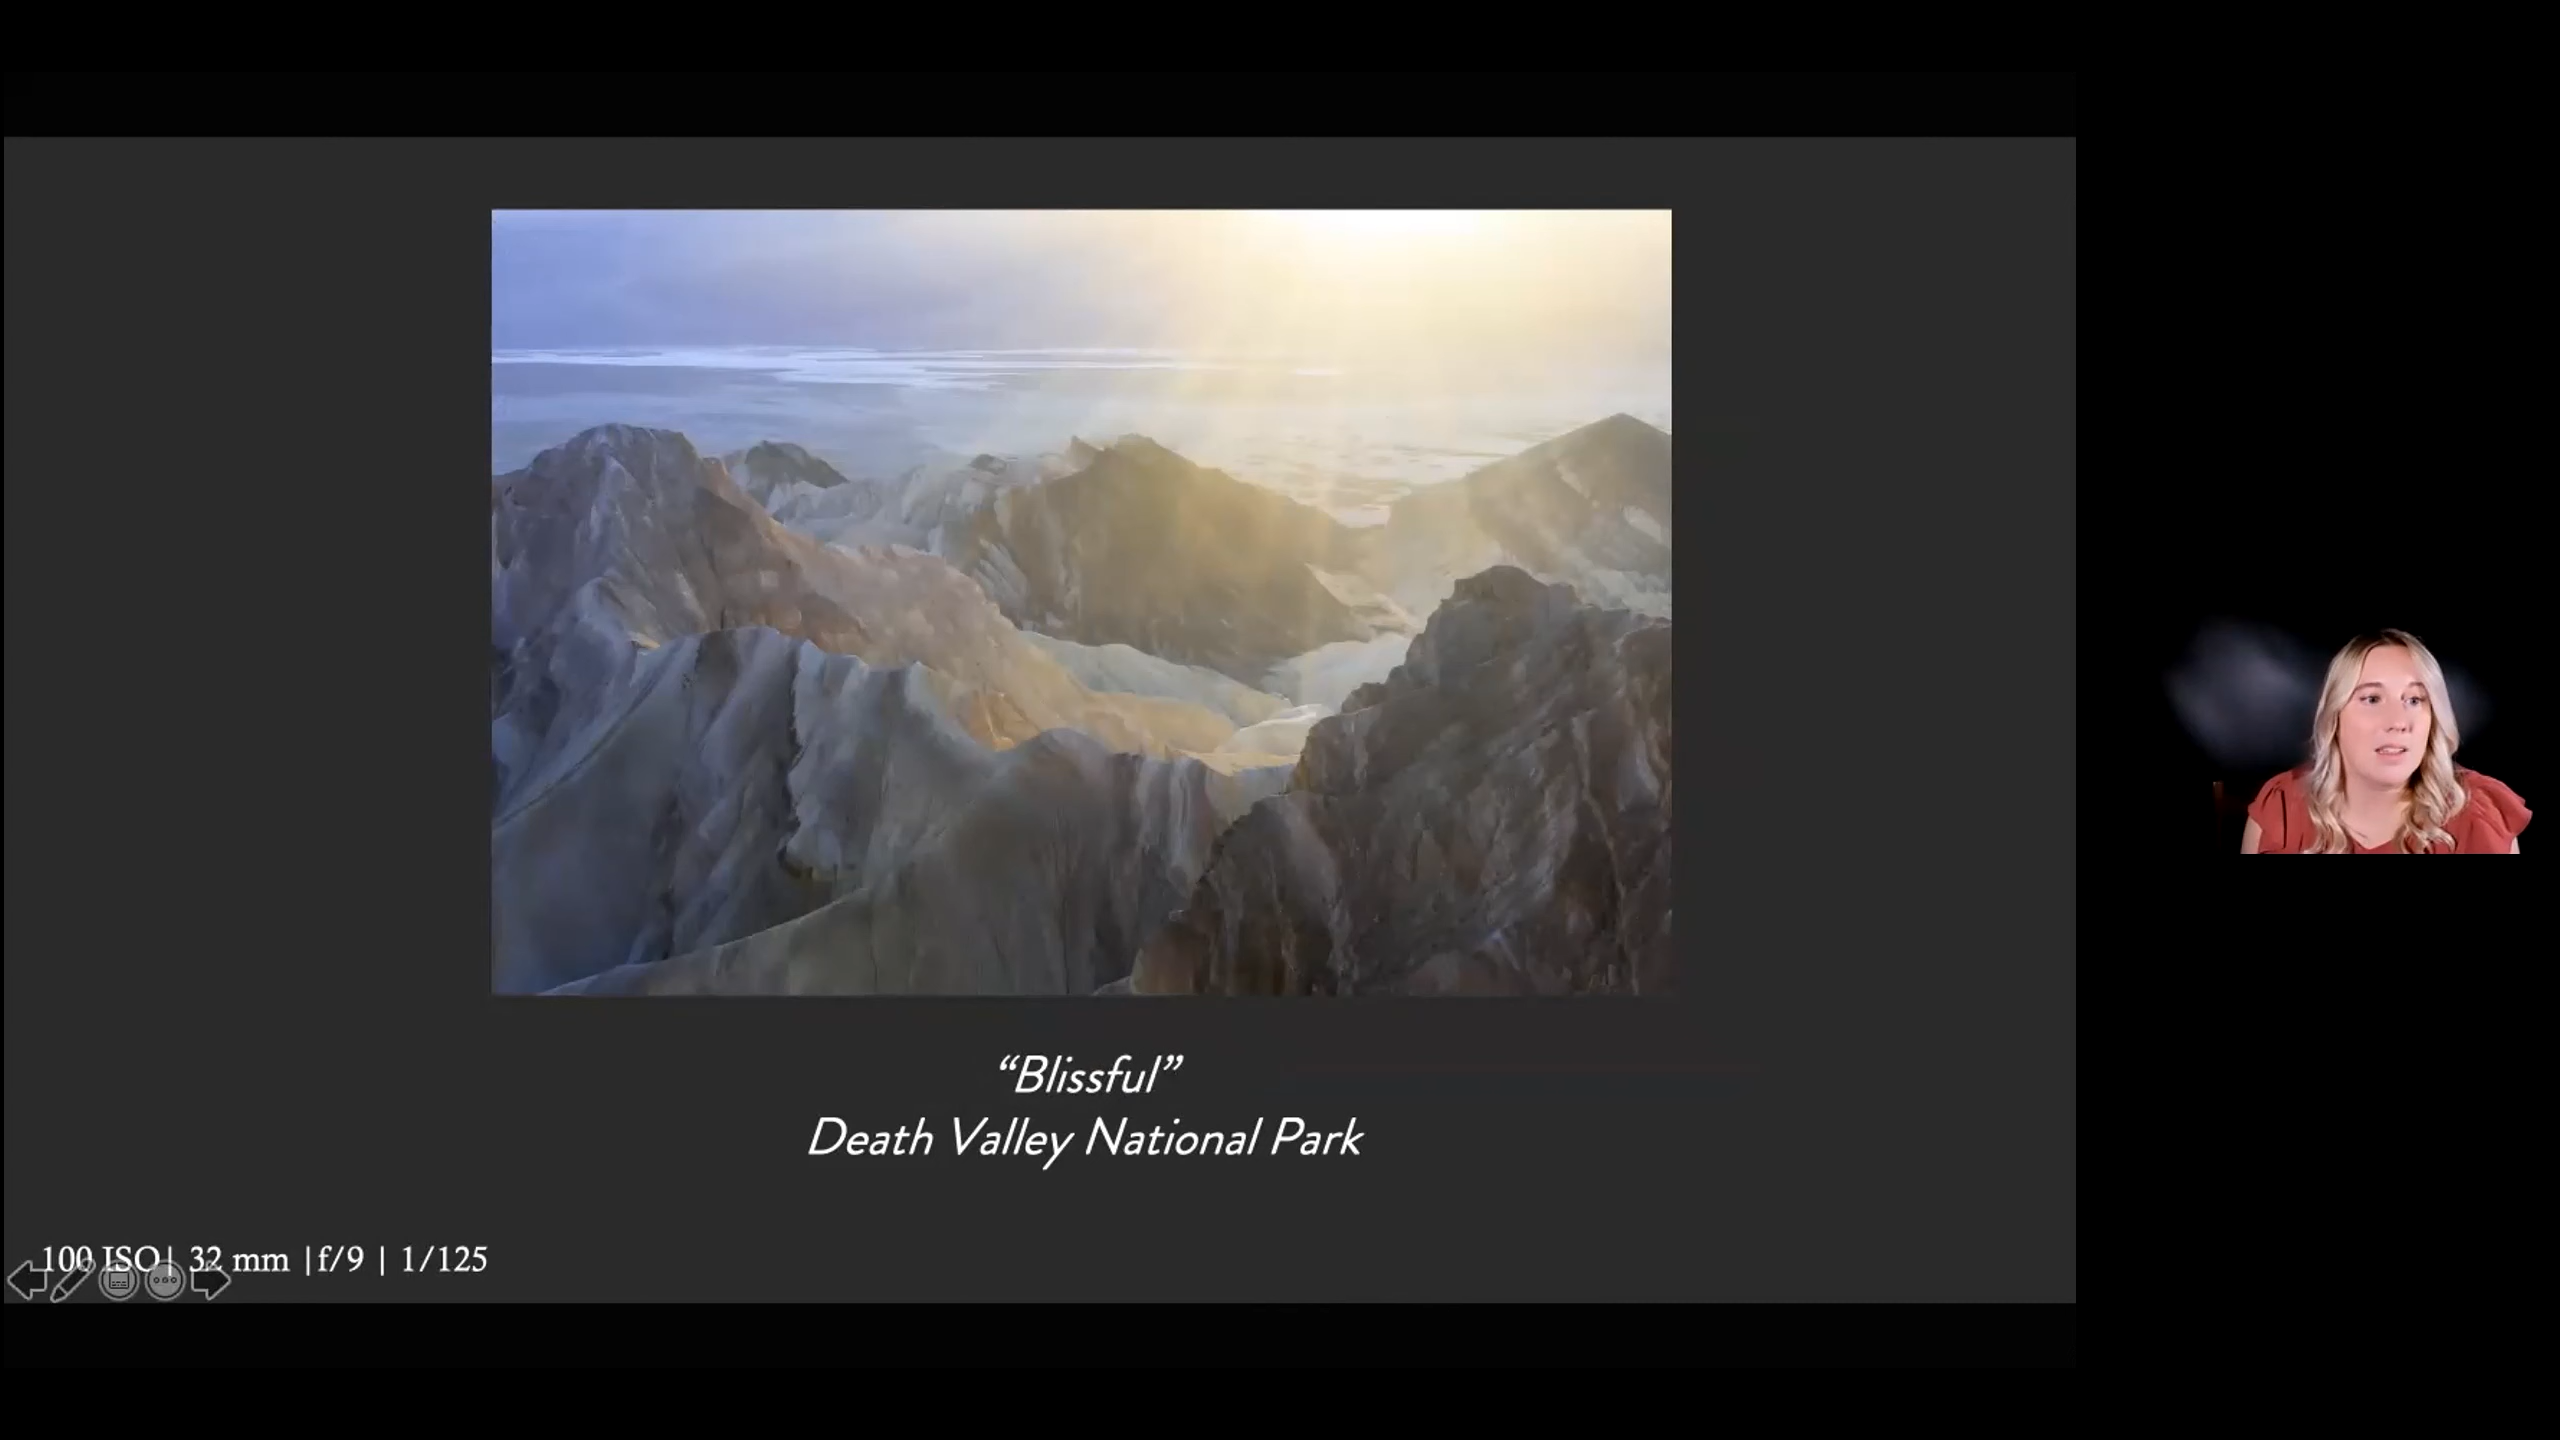 “Blissful”
Death Valley National Park
100 ISO| 32 mm |f/9 | 1/125